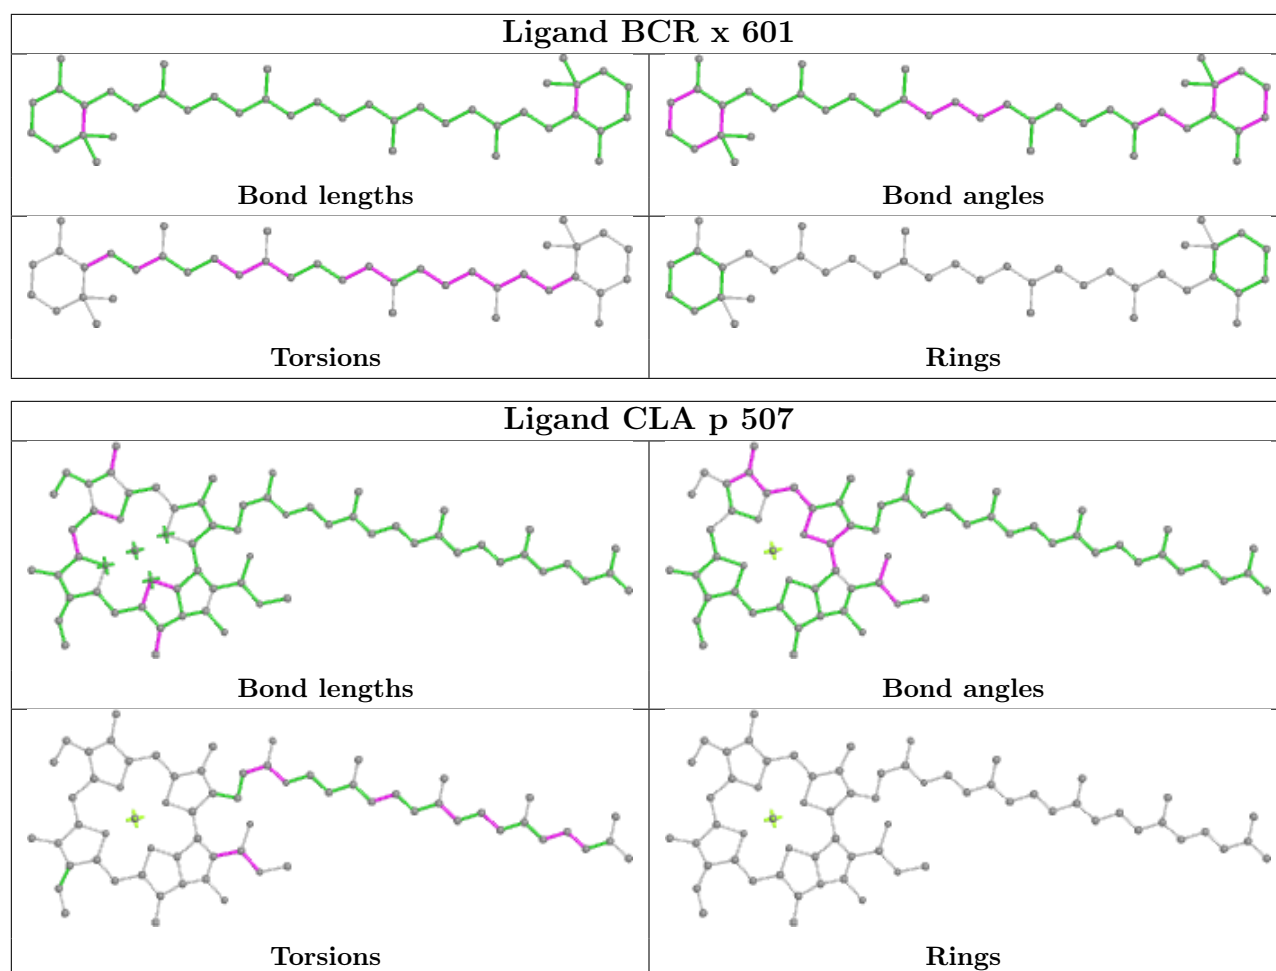 Ligand BCR x 601
Bond lengths
Bond angles
Torsions
Rings
Ligand CLA p 507
Bond lengths
Bond angles
Torsions
Rings